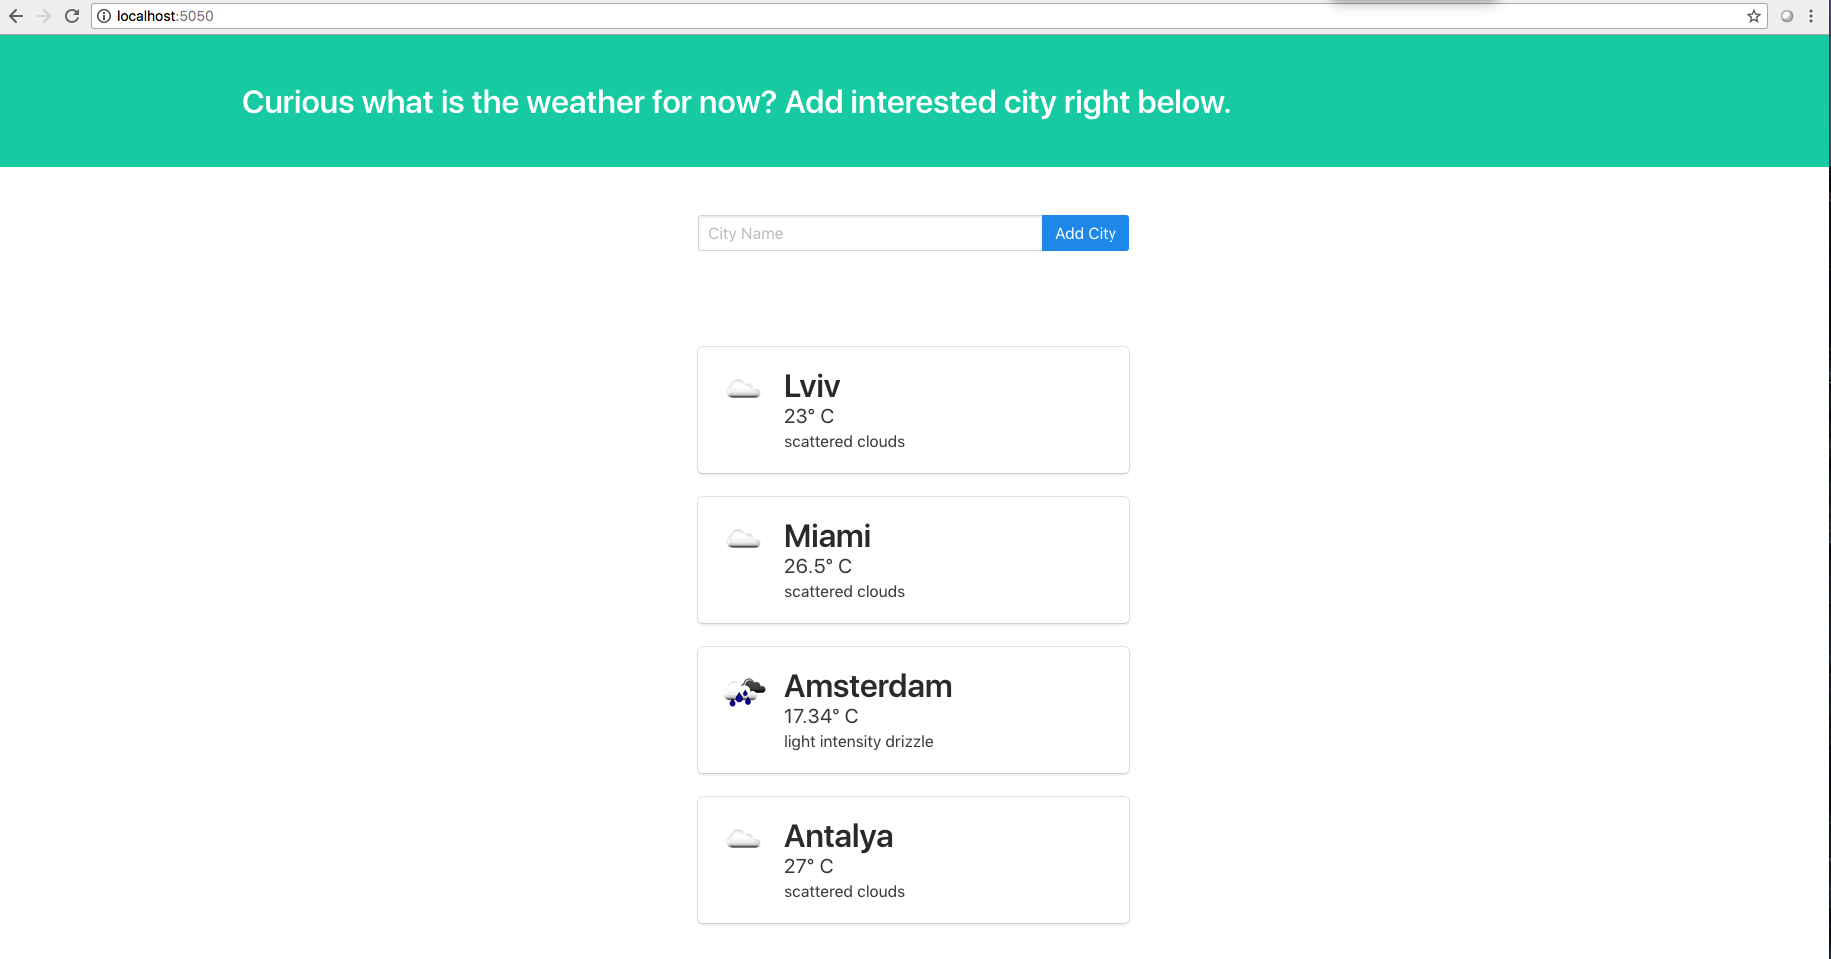 localhost:5050
Curious what is the weather for now? Add interested city right below.
City Name Add City
Lviv
23° C
scattered clouds
Miami
26.5° C
scattered clouds
Amsterdam
17.34° C
light intensity drizzle
Antalya
27° C
scattered clouds